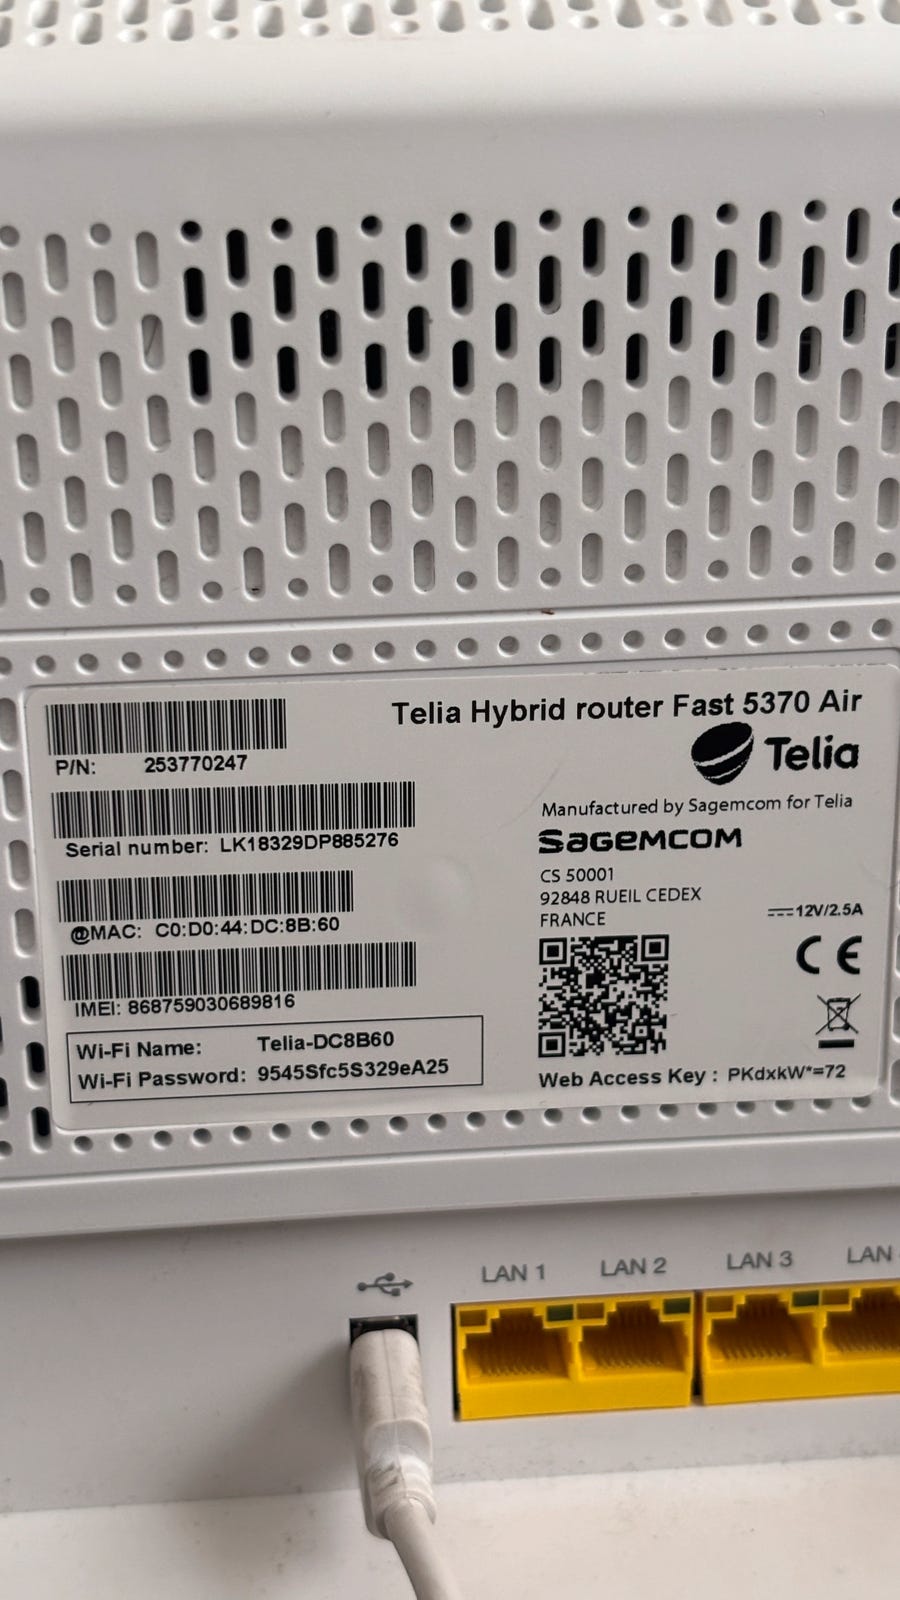 Telia Hybrid router Fast 5370 Air
Telia
P/N: 253770247
Serial number: LK18329DP885276
@MAC: C0:D0:44:DC:8B:60
IMEI: 868759030689816
Wi-Fi Name: Telia-DC8B60
Wi-Fi Password: 9545Sfc5S329eA25
Manufactured by Sagemcom for Telia
SAGEMCOM
CS 50001
92848 RUEIL CEDEX
FRANCE
12V/2.5A
CE
Web Access Key : PKdxkW*=72
LAN 1 LAN 2 LAN 3 LAN